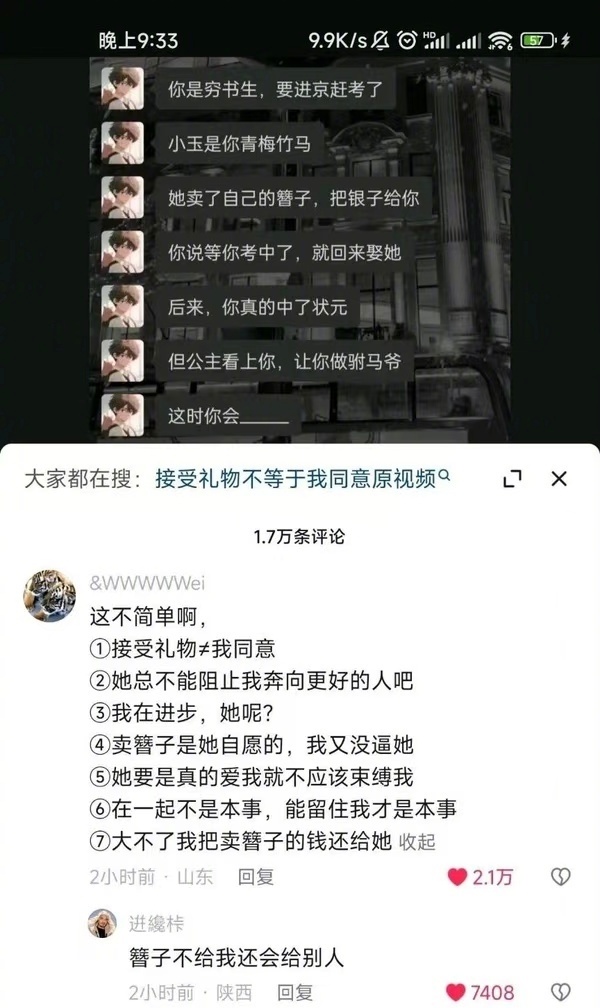 晚上9:33
9.9K/s
HD
6
57
你是穷书生，要进京赶考了
小玉是你青梅竹马
她卖了自己的簪子，把银子给你
你说等你考中了，就回来娶她
后来，你真的中了状元
但公主看上你，让你做驸马爷
这时你会_____
大家都在搜：接受礼物不等于我同意原视频
1.7万条评论
&WWWWWei
这不简单啊，
①接受礼物≠我同意
②她总不能阻止我奔向更好的人吧
③我在进步，她呢？
④卖簪子是她自愿的，我又没逼她
⑤她要是真的爱我就不应该束缚我
⑥在一起不是本事，能留住我才是本事
⑦大不了我把卖簪子的钱还给她 收起
2小时前 · 山东 回复 2.1万
逬纔桛
簪子不给我还会给别人
2小时前 · 陕西 回复 7408